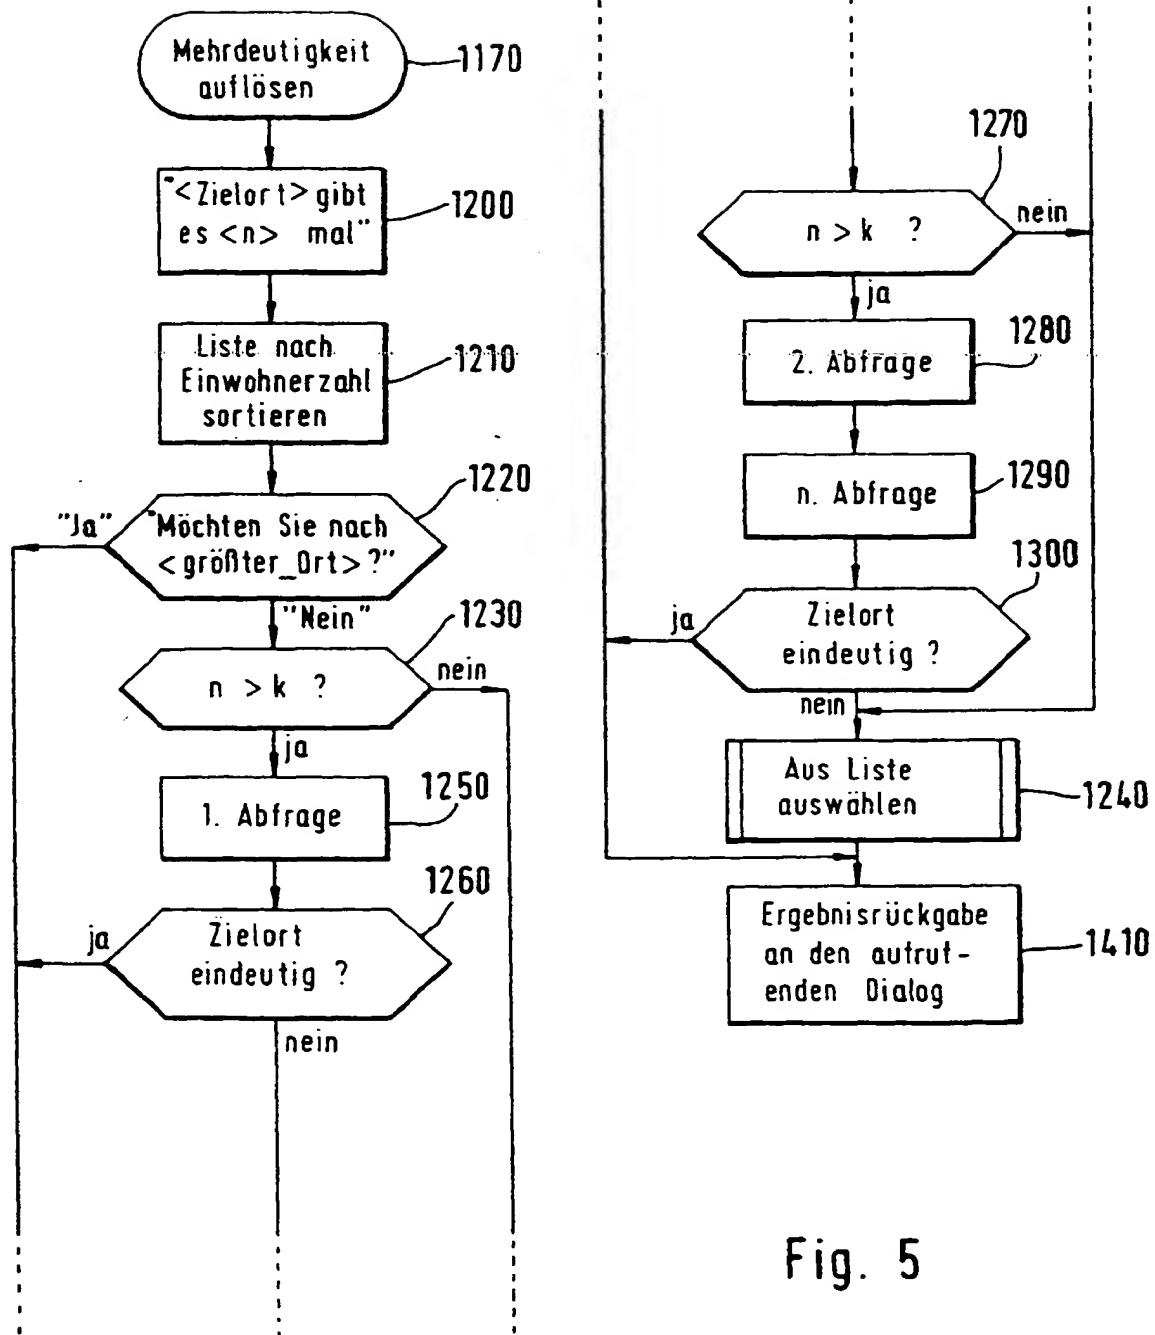 Mehrdeutigkeit
auflösen
1170
"<Zielort> gibt
es <n> mal"
1200
Liste nach
Einwohnerzahl
sortieren
1210
1220
"Ja"
"Möchten Sie nach
<größter_Ort>?"
"Nein"
1230
n > k ?
nein
ja
1250
1. Abfrage
1260
ja
Zielort
eindeutig ?
nein
1270
n > k ?
nein
ja
1280
2. Abfrage
1290
n. Abfrage
1300
ja
Zielort
eindeutig ?
nein
Aus Liste
auswählen
1240
Ergebnisrückgabe
an den aufruf-
enden Dialog
1410
Fig. 5